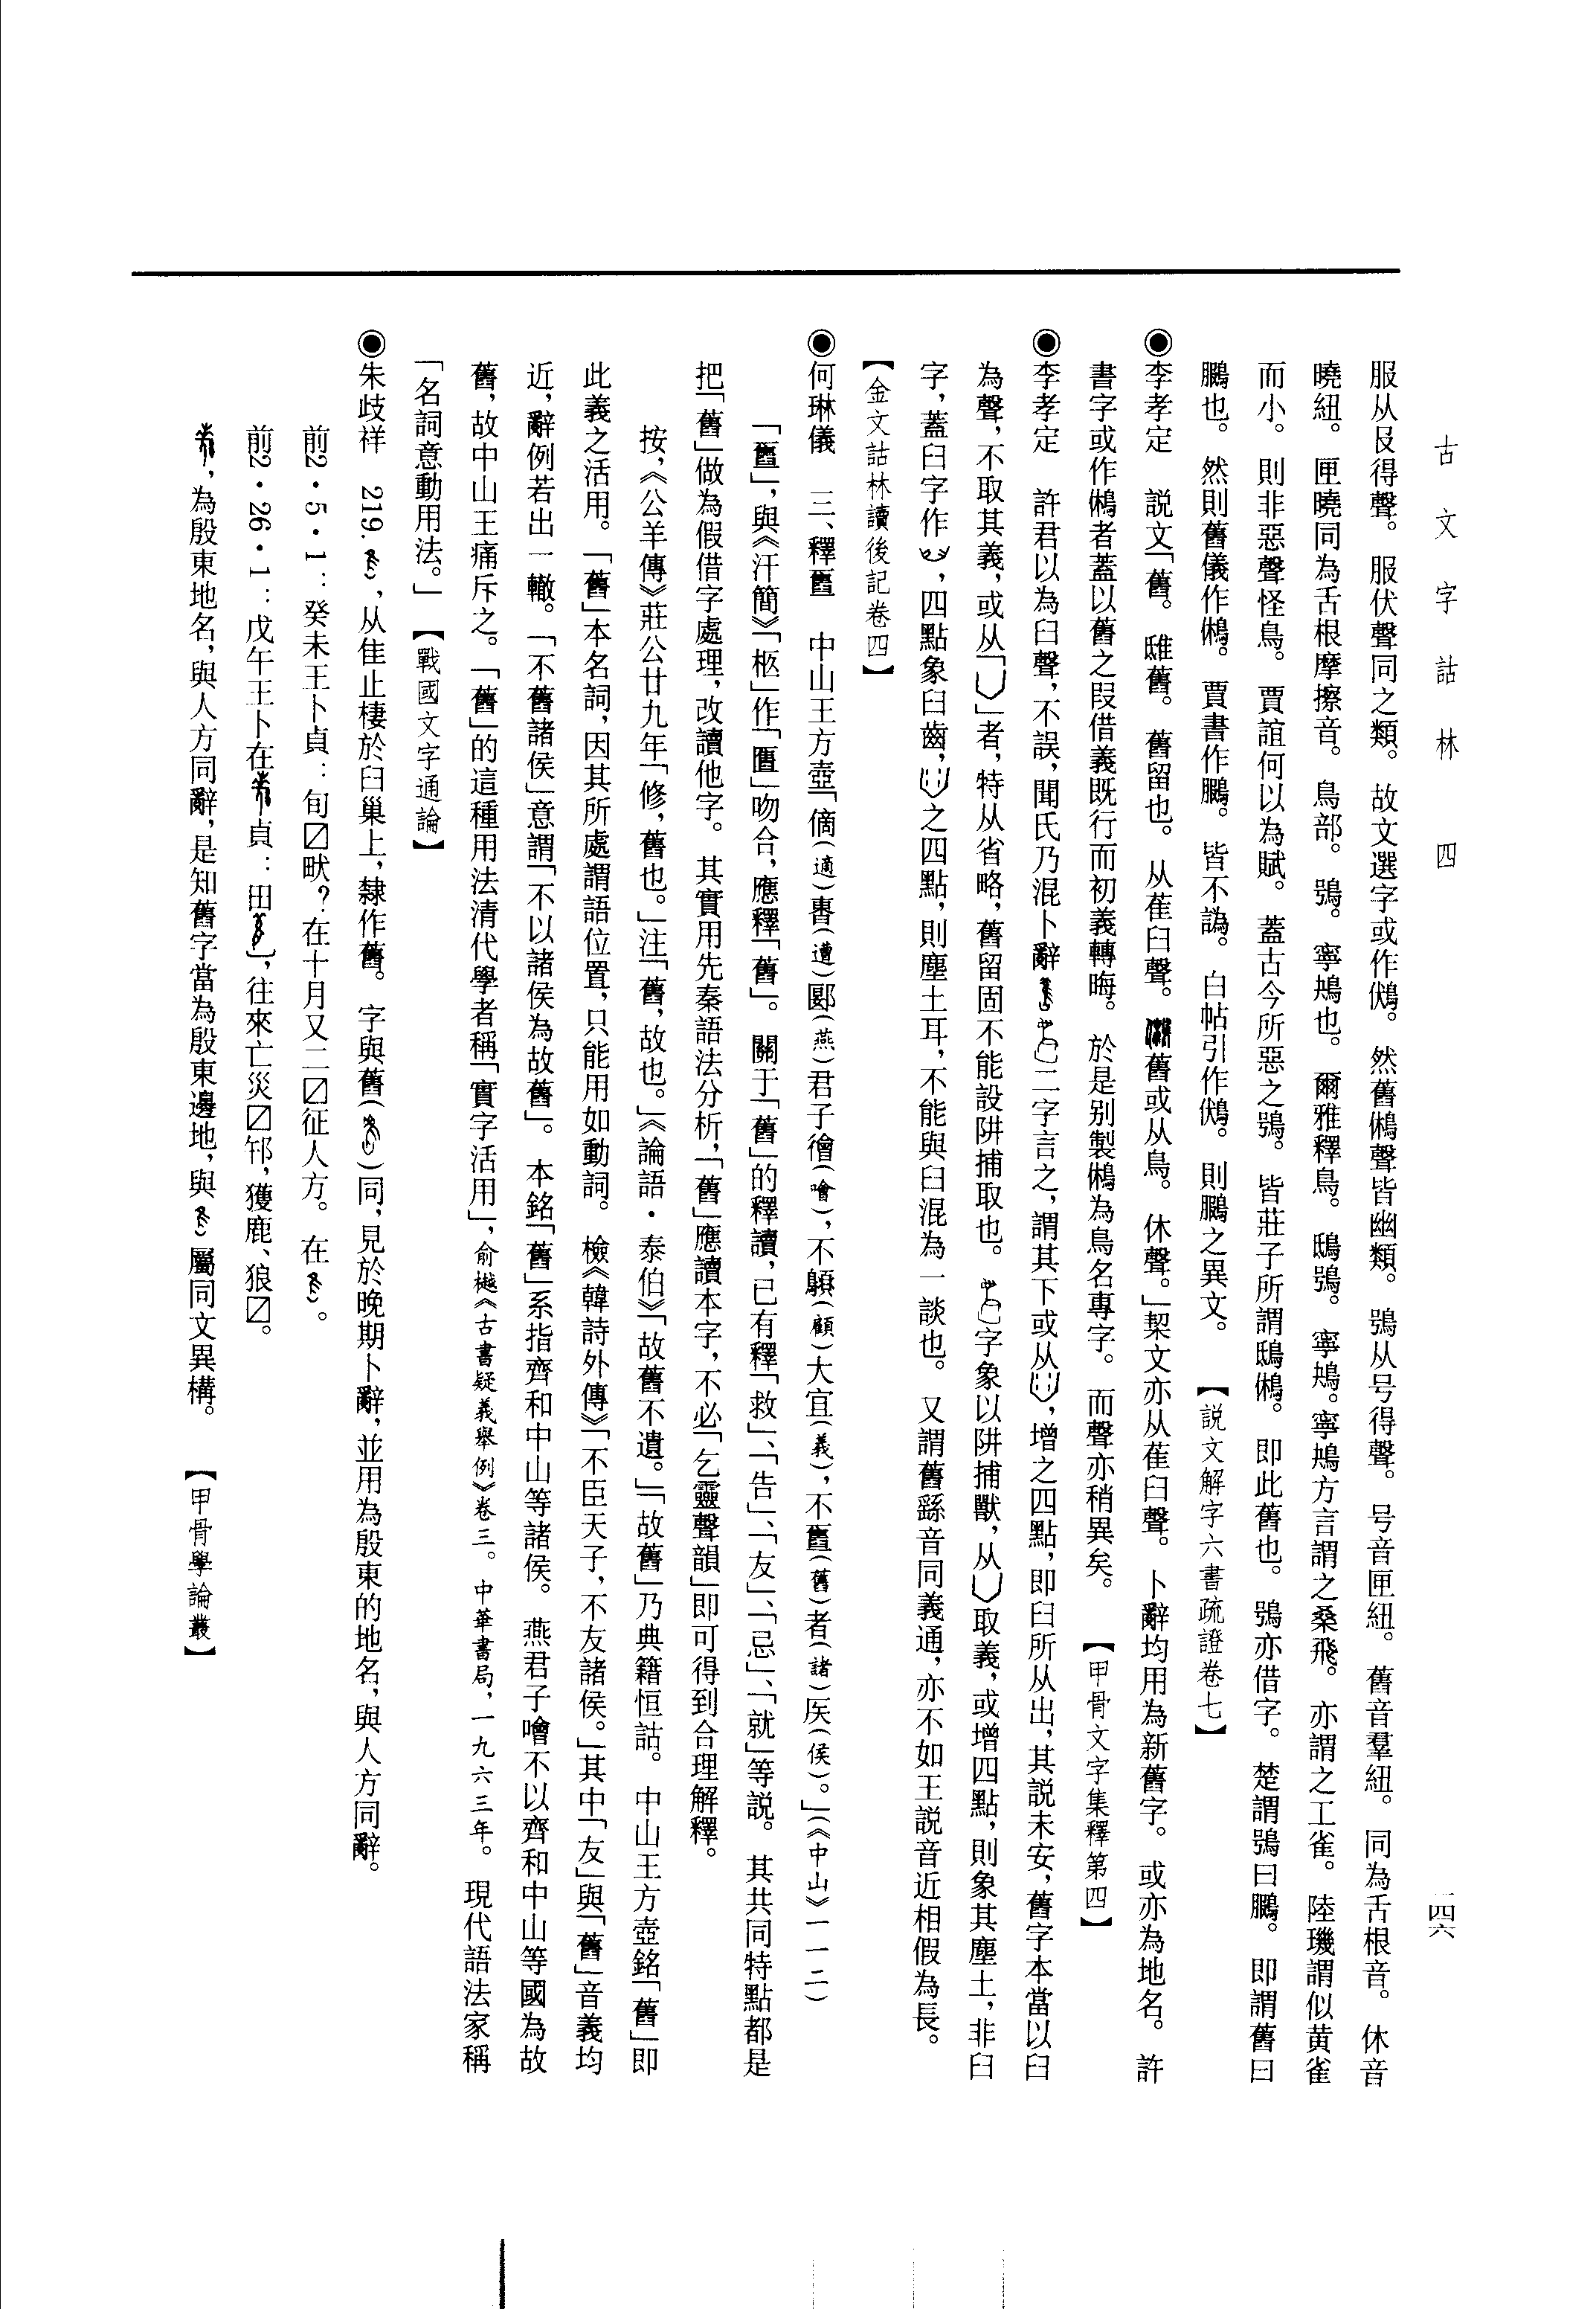 古文字詁林 四
一四六
服从𠬝得聲。服伏聲同之類。故文選字或作鵩。然舊鵂聲皆幽類。鴞从号得聲。号音匣紐。舊音羣紐。同為舌根音。休音
曉紐。匣曉同為舌根摩擦音。鳥部。鴞。寧鴂也。爾雅釋鳥。鴟鴞。寧鴂。寧鴂方言謂之桑飛。亦謂之工雀。陸璣謂似黃雀
而小。則非惡聲怪鳥。賈誼何以為賦。蓋古今所惡之鴞。皆莊子所謂鴟鵂。即此舊也。鴞亦借字。楚謂鴞曰鵩。即謂舊曰
鵩也。然則舊儀作鵂。賈書作鵩。皆不譌。白帖引作鵂。則鵩之異文。【説文解字六書疏證卷七】
◉李孝定 説文「舊。鴟舊。舊留也。从萑臼聲。舊或从鳥。休聲。」栔文亦从萑臼聲。卜辭均用為新舊字。或亦為地名。許
書字或作鵂者蓋以舊之叚借義既行而初義轉晦。於是别製鵂為鳥名專字。而聲亦稍異矣。【甲骨文字集釋第四】
◉李孝定 許君以為臼聲,不誤,聞氏乃混卜辭二字言之,謂其下或从,增之四點,即臼所从出,其説未安,舊字本當以臼
為聲,不取其義,或从「凵」者,特从省略,舊留固不能設阱捕取也。字象以阱捕獸,从凵取義,或增四點,則象其塵土,非臼
字,蓋臼字作,四點象臼齒,之四點,則塵土耳,不能與臼混為一談也。又謂舊繇音同義通,亦不如王説音近相假為長。
【金文詁林讀後記卷四】
◉何琳儀 三、釋𦾔 中山王方壺「儥(適)㬰(遭)郾(燕)君子徻(噲),不𩒨(顧)大宜(義),不(舊)者(諸)医(侯)。」(《中山》一一二)
「」,與《汗簡》「柩」作「匶」吻合,應釋「舊」。關于「舊」的釋讀,已有釋「救」、「告」、「友」、「忌」、「就」等説。其共同特點都是
把「舊」做為假借字處理,改讀他字。其實用先秦語法分析,「舊」應讀本字,不必「乞靈聲韻」即可得到合理解釋。
按,《公羊傳》莊公廿九年「修,舊也。」注「舊,故也。」《論語·泰伯》「故舊不遺。」「故舊」乃典籍恒詁。中山王方壺銘「舊」即
此義之活用。「舊」本名詞,因其所處謂語位置,只能用如動詞。檢《韓詩外傳》「不臣天子,不友諸侯。」其中「友」與「舊」音義均
近,辭例若出一轍。「不舊諸侯」意謂「不以諸侯為故舊」。本銘「舊」系指齊和中山等諸侯。燕君子噲不以齊和中山等國為故
舊,故中山王痛斥之。「舊」的這種用法清代學者稱「實字活用」,俞樾《古書疑義舉例》卷三。中華書局,一九六三年。現代語法家稱
「名詞意動用法。」【戰國文字通論】
◉朱歧祥 219. ,从隹止棲於臼巢上,隸作舊。字與舊()同,見於晚期卜辭,並用為殷東的地名,與人方同辭。
前2·5·1:癸未王卜貞:旬☒𡆥?在十月又二☒征人方。在。
前2·26·1:戊午王卜在貞:田,往來亡災☒邘,獲鹿、狼☒。
,為殷東地名,與人方同辭,是知舊字當為殷東邊地,與屬同文異構。【甲骨學論叢】